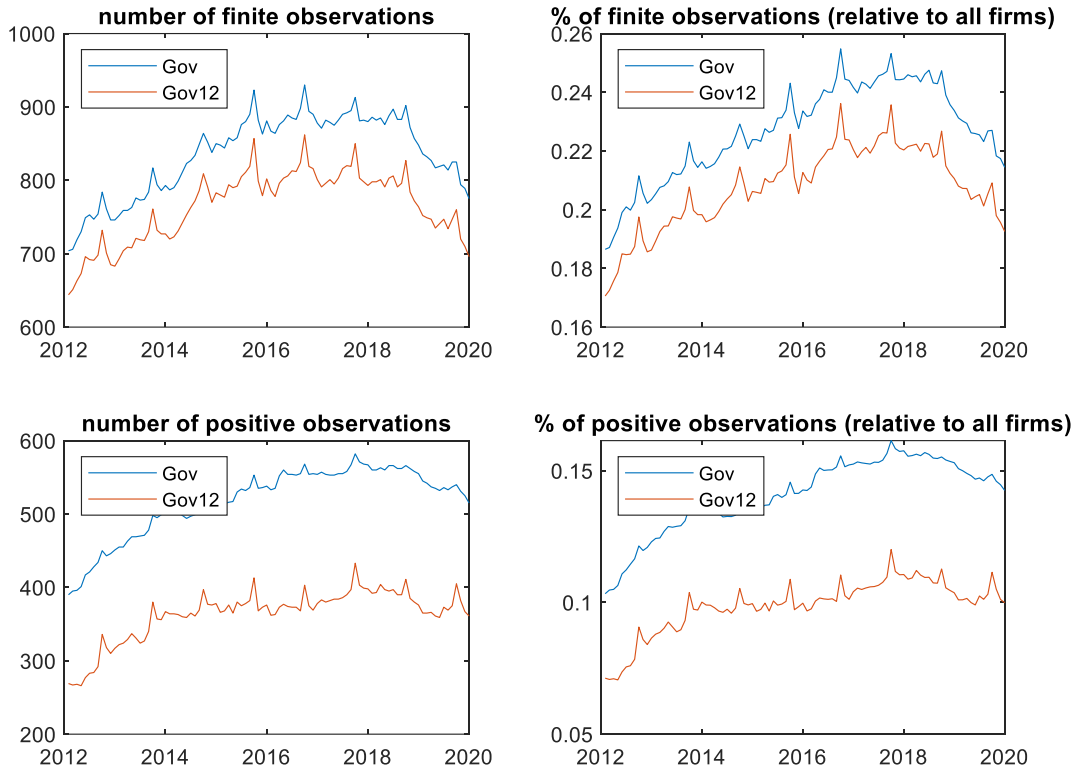 number of finite observations
1000
900
800
700
600
Gov
Gov12
2012 2014 2016 2018 2020
% of finite observations (relative to all firms)
0.26
0.24
0.22
0.2
0.18
0.16
Gov
Gov12
2012 2014 2016 2018 2020
number of positive observations
600
500
400
300
200
Gov
Gov12
2012 2014 2016 2018 2020
% of positive observations (relative to all firms)
0.15
0.1
0.05
Gov
Gov12
2012 2014 2016 2018 2020